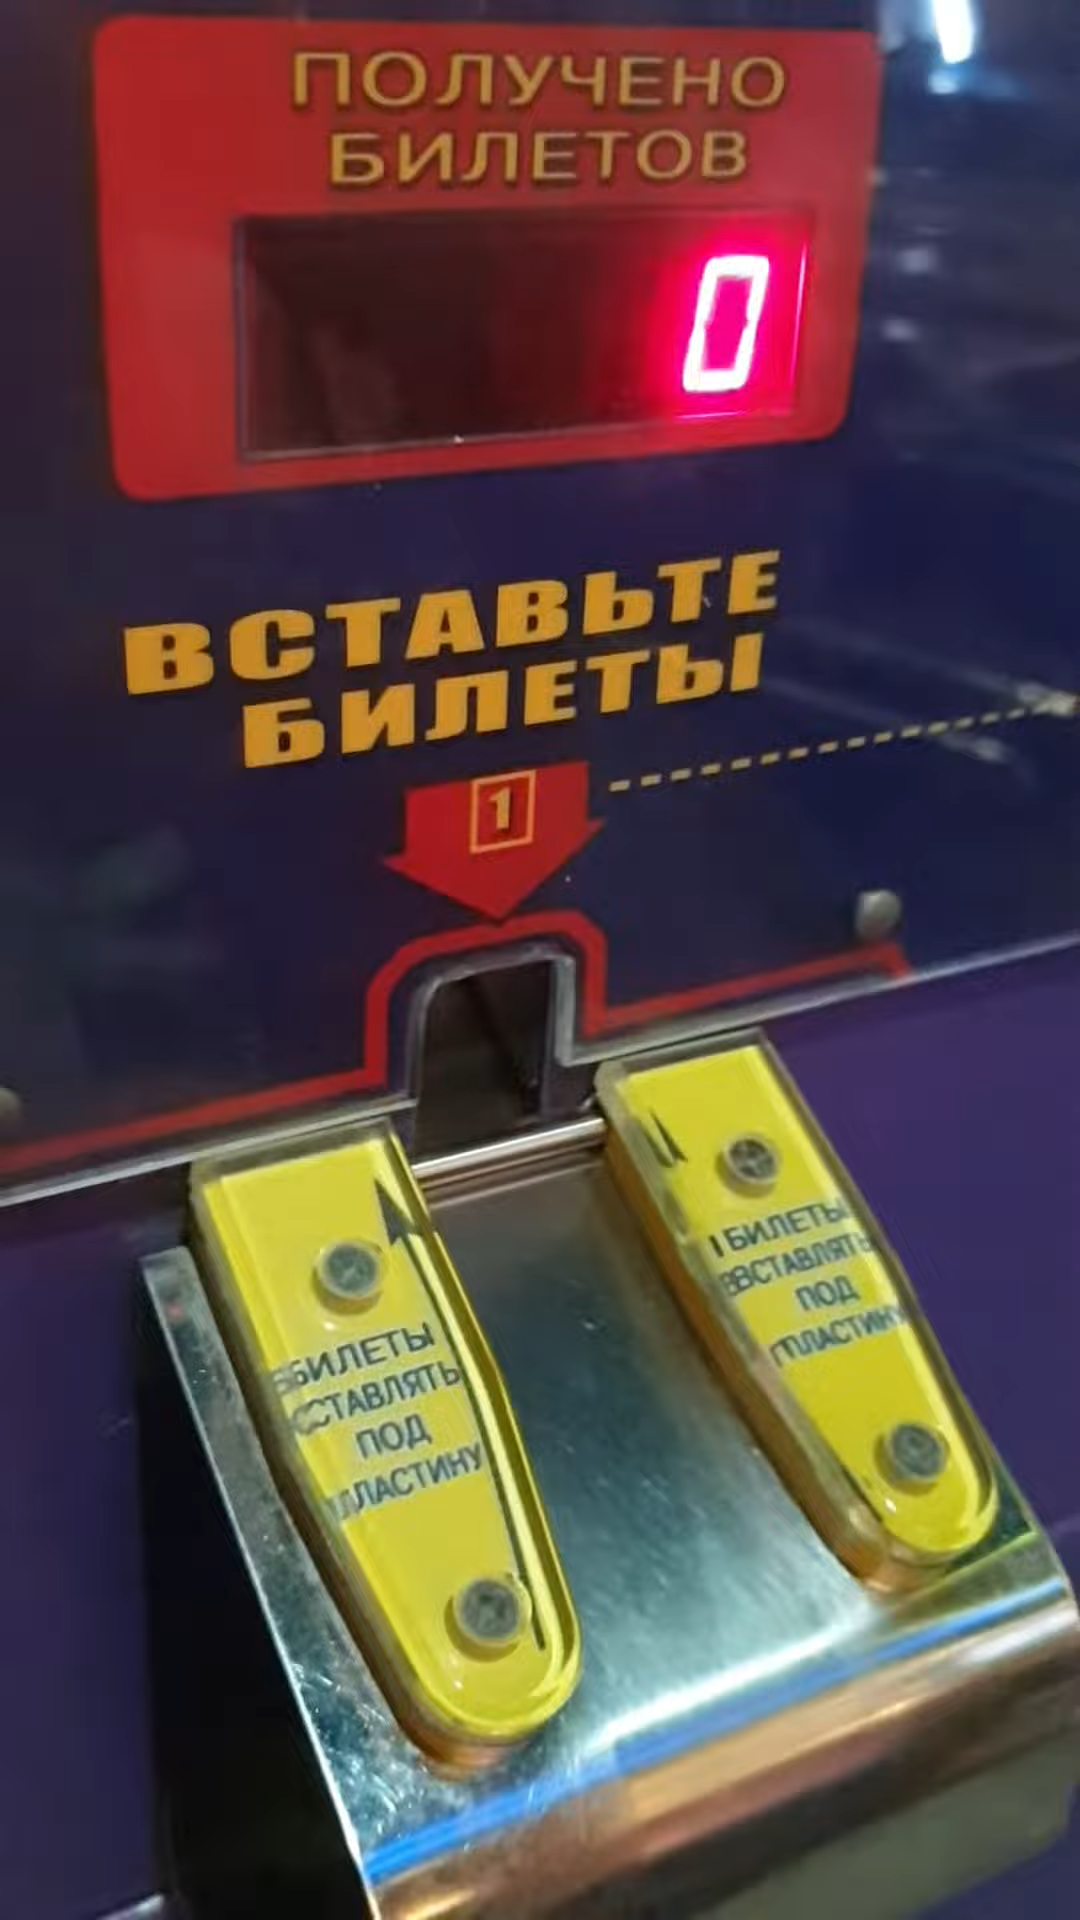 ПОЛУЧЕНО
БИЛЕТОВ
0
ВСТАВЬТЕ
БИЛЕТЫ
1
БИЛЕТЫ
ВСТАВЛЯТЬ
ПОД
ПЛАСТИНУ
БИЛЕТЫ
ВСТАВЛЯТЬ
ПОД
ПЛАСТИНУ